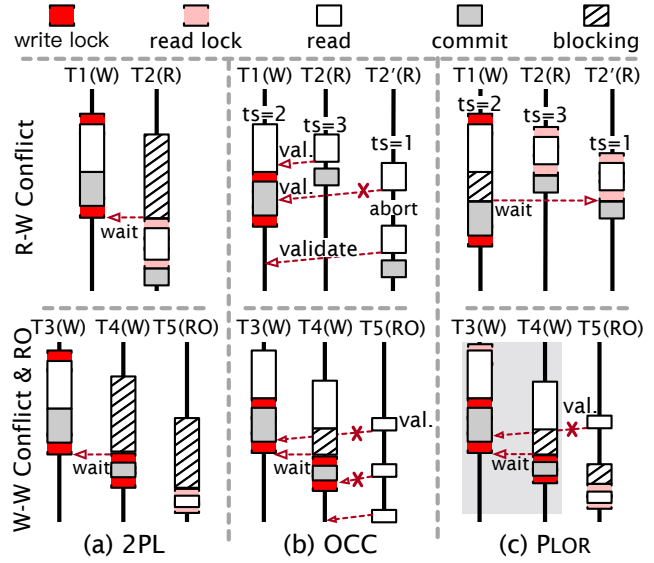 write lock read lock read commit blocking
T1(W) T2(R) T1(W) T2(R) T2'(R) T1(W) T2(R) T2'(R)
ts=2 ts=3 ts=1 ts=2 ts=3 ts=1
R-W Conflict
val.
val.
abort
wait
validate
wait
T3(W) T4(W) T5(RO) T3(W) T4(W) T5(RO) T3(W) T4(W) T5(RO)
W-W Conflict & RO
val.
val.
wait wait wait
(a) 2PL (b) OCC (c) PLOR